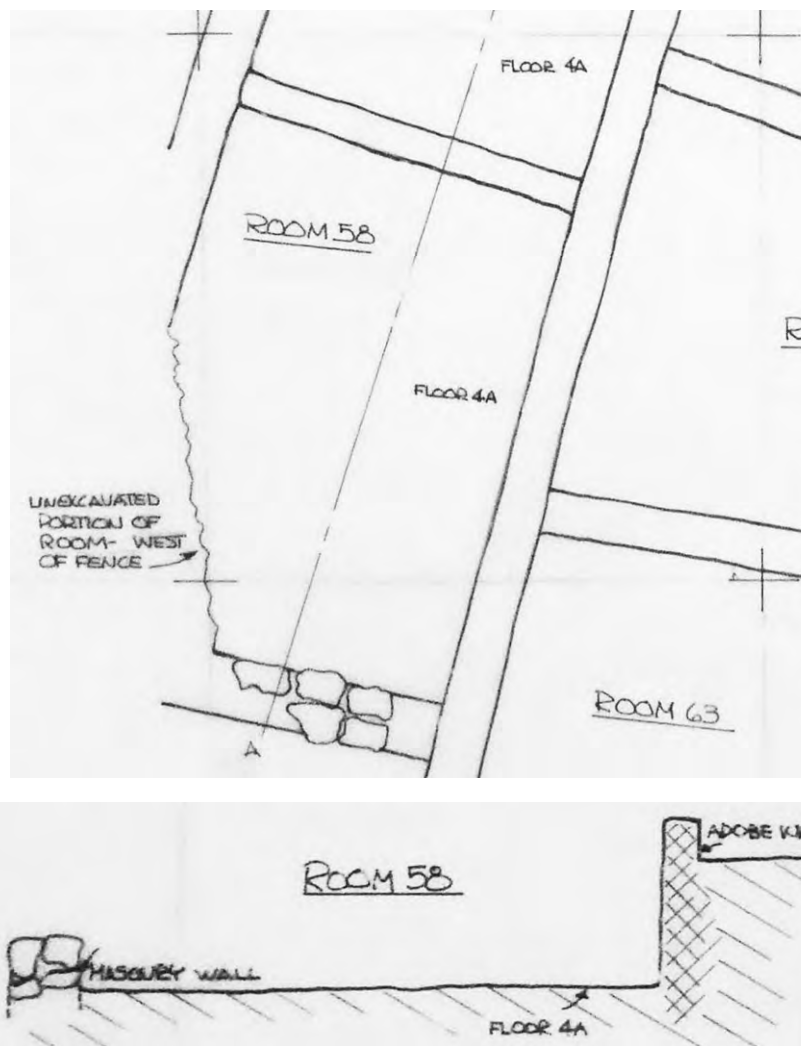 FLOOR 4A
ROOM 58
R
FLOOR 4A
UNEXCAVATED
PORTION OF
ROOM- WEST
OF FENCE
ROOM 63
A
ROOM 58
ADOBE
MASONRY WALL
FLOOR 4A